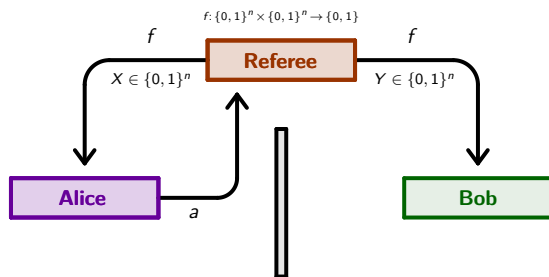 f: {0, 1}ⁿ × {0, 1}ⁿ → {0, 1}
f
f
Referee
X ∈ {0, 1}ⁿ
Y ∈ {0, 1}ⁿ
Alice
Bob
a